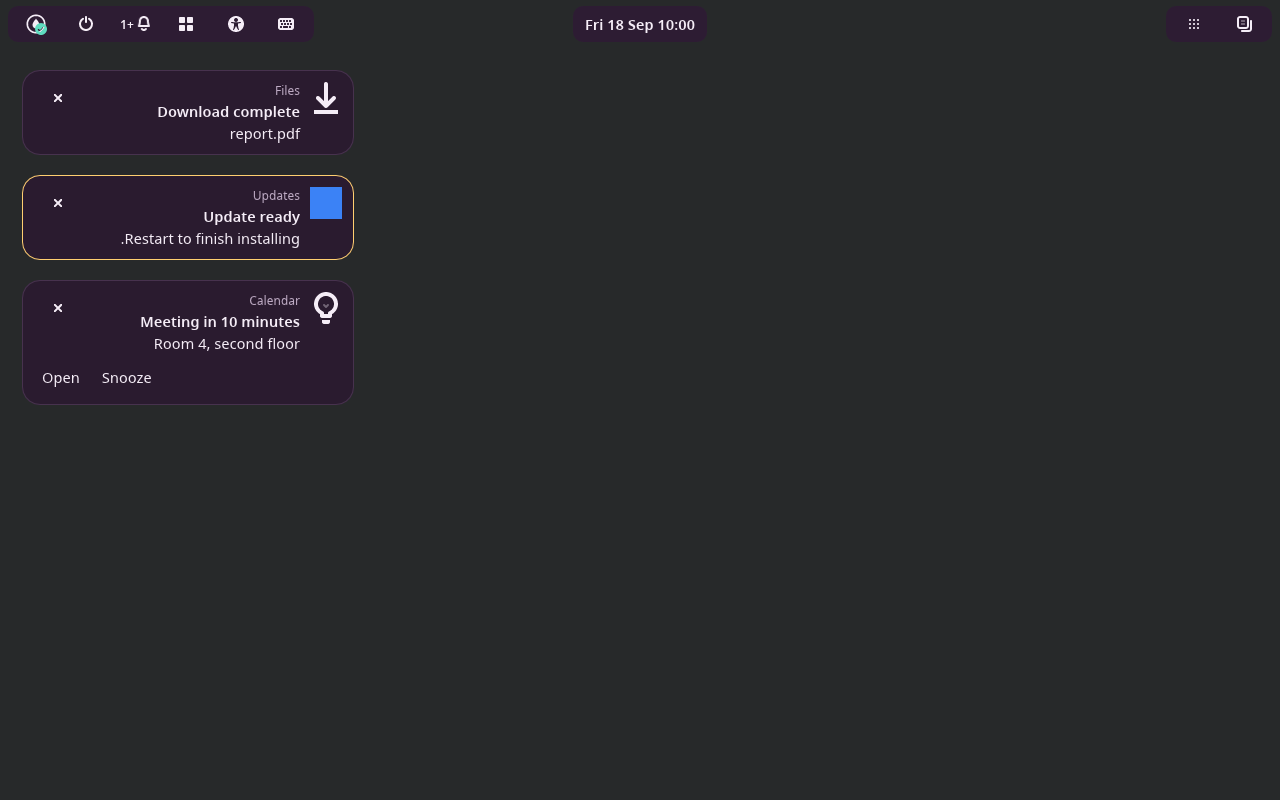 1+
Fri 18 Sep 10:00
Files
Download complete
report.pdf
Updates
Update ready
.Restart to finish installing
Calendar
Meeting in 10 minutes
Room 4, second floor
Open Snooze